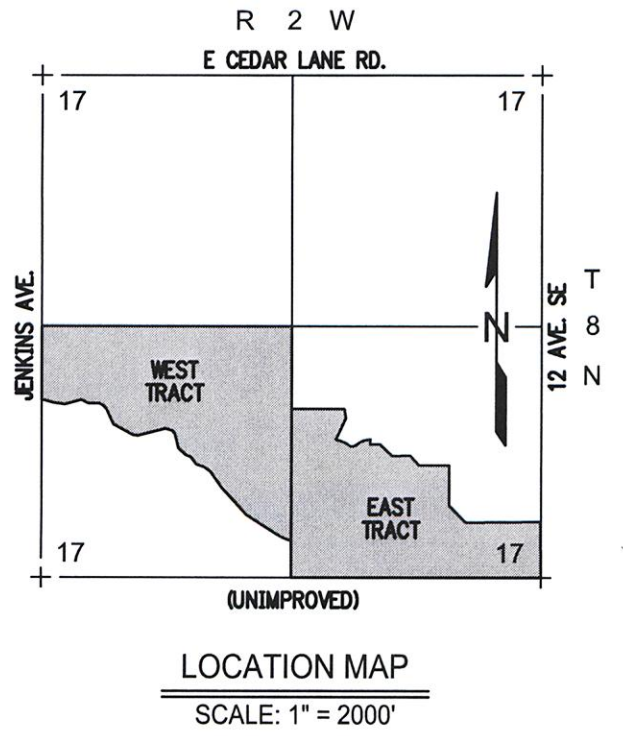 R 2 W
E CEDAR LANE RD.
17
17
JENKINS AVE.
12 AVE. SE
T
8
N
N
WEST
TRACT
EAST
TRACT
17
17
(UNIMPROVED)
LOCATION MAP
SCALE: 1" = 2000'